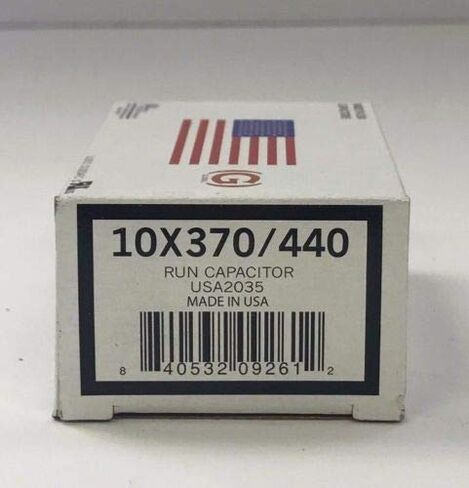 10X370/440
RUN CAPACITOR
USA2035
MADE IN USA
8 40532 09261 2
G